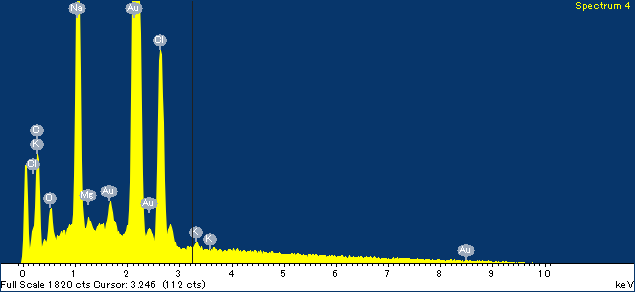 Spectrum 4
Na
Au
Cl
C
K
Cl
O
Mg
Au
Au
K
K
Au
0 1 2 3 4 5 6 7 8 9 10
Full Scale 1820 cts Cursor: 3.246 (112 cts) keV